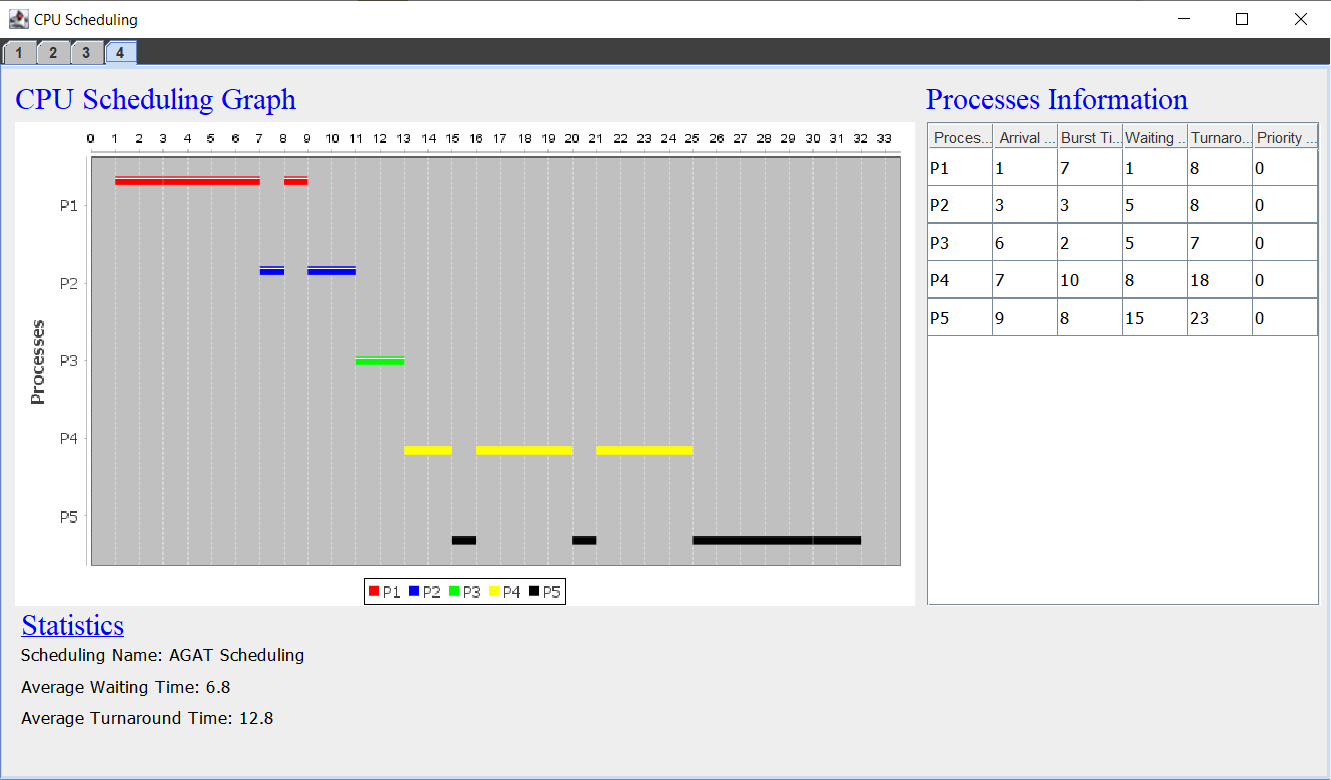 CPU Scheduling
1 2 3 4
CPU Scheduling Graph
0 1 2 3 4 5 6 7 8 9 10 11 12 13 14 15 16 17 18 19 20 21 22 23 24 25 26 27 28 29 30 31 32 33
Processes
P1
P2
P3
P4
P5
P1 P2 P3 P4 P5
Processes Information
Proces... Arrival ... Burst Ti... Waiting ... Turnaro... Priority ...
P1 1 7 1 8 0
P2 3 3 5 8 0
P3 6 2 5 7 0
P4 7 10 8 18 0
P5 9 8 15 23 0
Statistics
Scheduling Name: AGAT Scheduling
Average Waiting Time: 6.8
Average Turnaround Time: 12.8